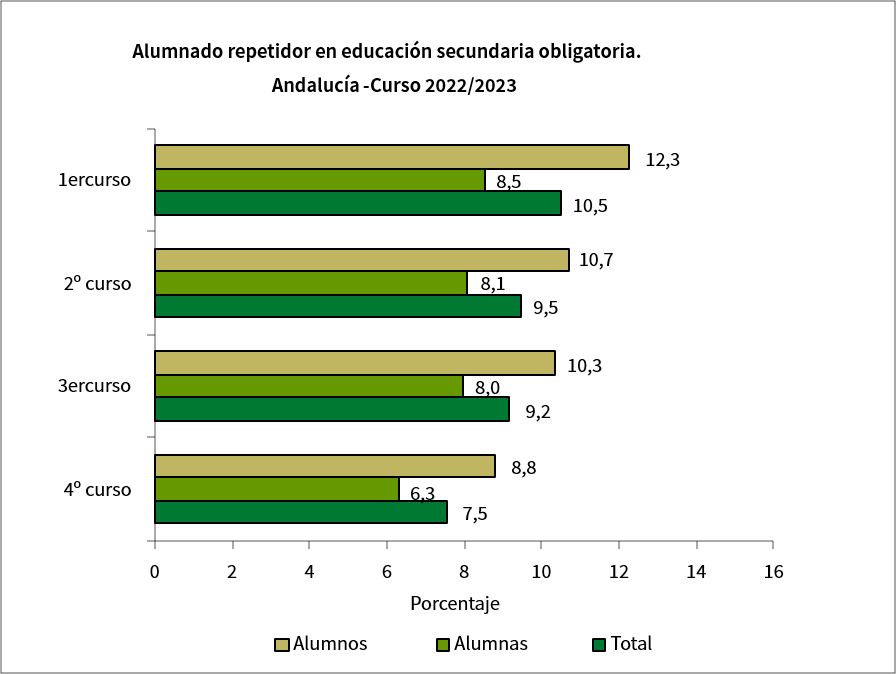 Alumnado repetidor en educación secundaria obligatoria.
Andalucía -Curso 2022/2023
1ercurso
12,3
8,5
10,5
2º curso
10,7
8,1
9,5
3ercurso
10,3
8,0
9,2
4º curso
8,8
6,3
7,5
0 2 4 6 8 10 12 14 16
Porcentaje
Alumnos Alumnas Total